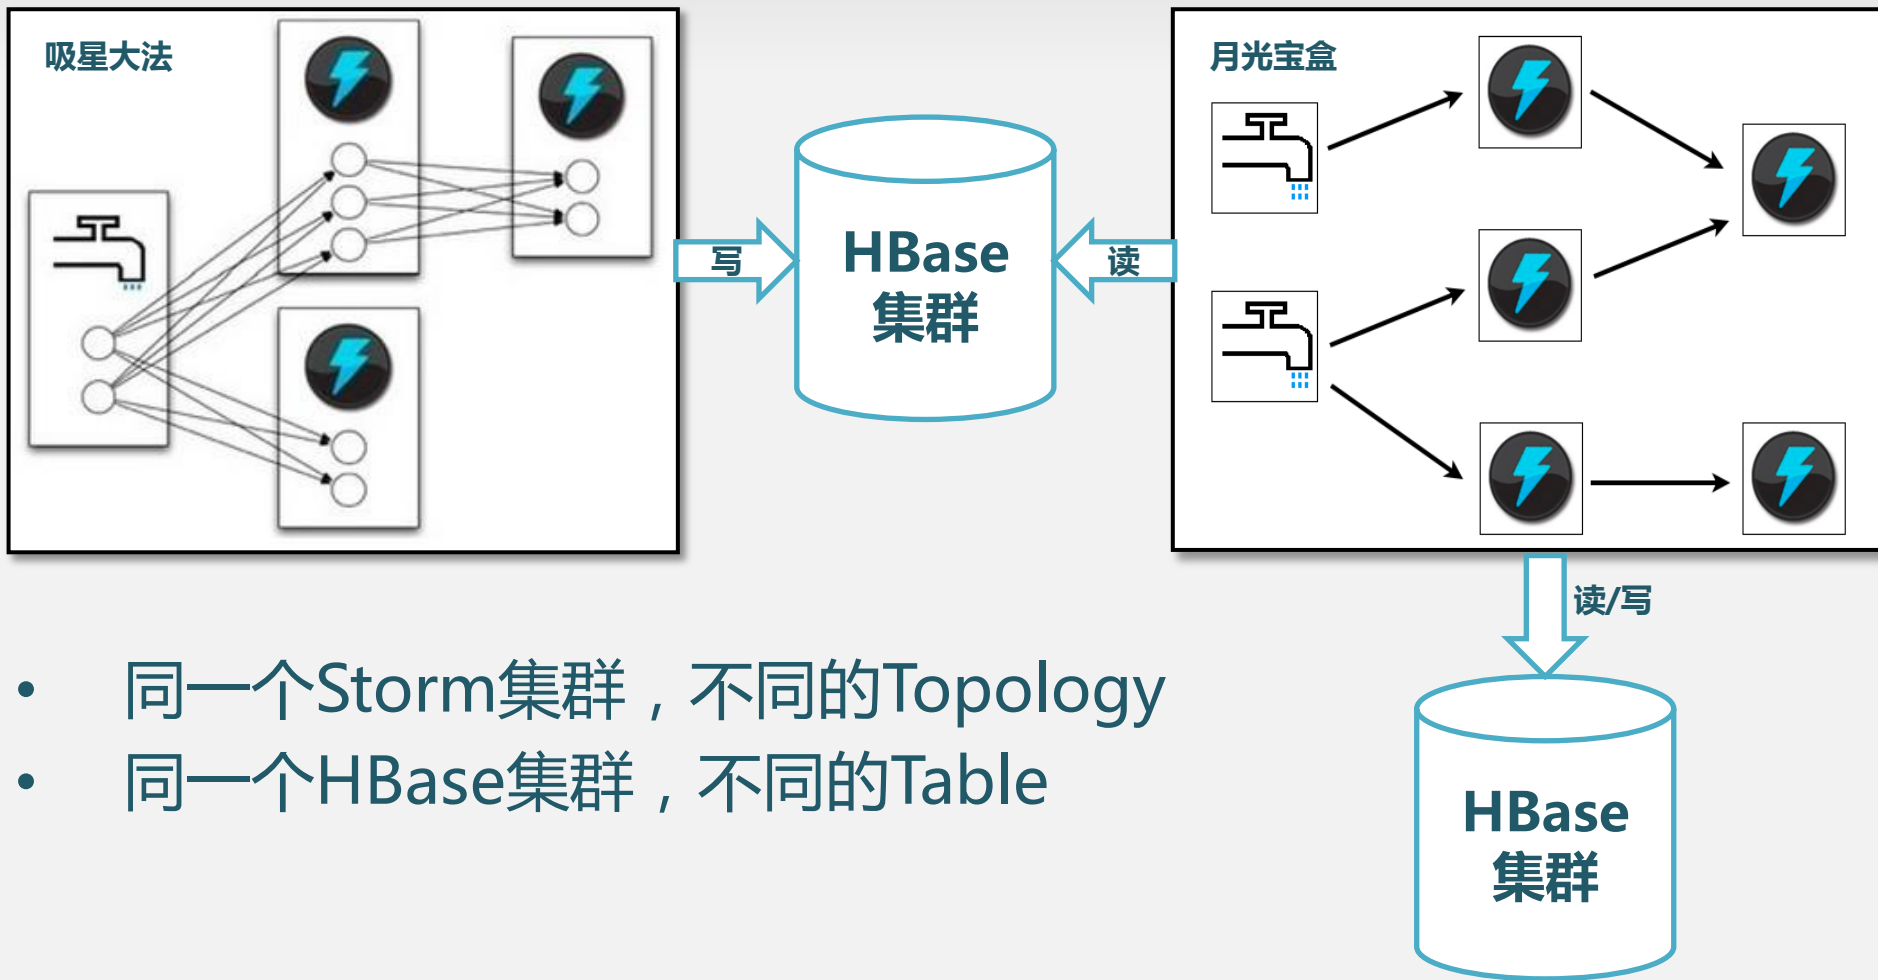 吸星大法
月光宝盒
写
HBase
集群
读
读/写
• 同一个Storm集群，不同的Topology
• 同一个HBase集群，不同的Table
HBase
集群